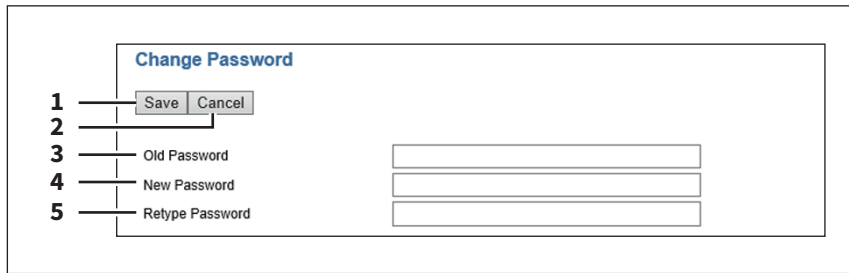 Change Password
1 Save Cancel
2
3 Old Password
4 New Password
5 Retype Password